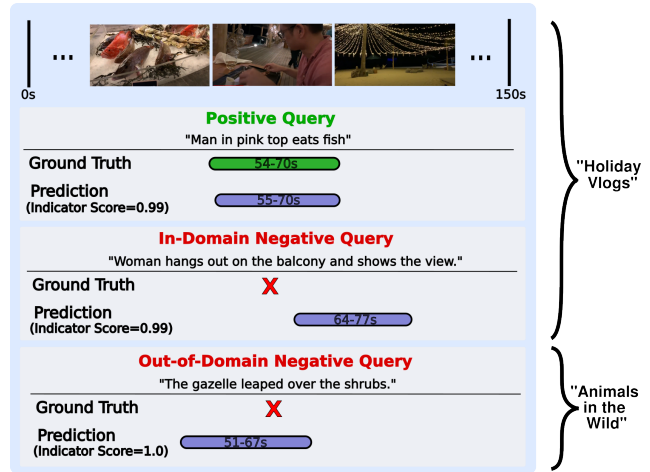 ...
...
0s
150s
Positive Query
"Man in pink top eats fish"
Ground Truth
54-70s
Prediction
(Indicator Score=0.99)
55-70s
In-Domain Negative Query
"Woman hangs out on the balcony and shows the view."
Ground Truth
X
Prediction
(Indicator Score=0.99)
64-77s
Out-of-Domain Negative Query
"The gazelle leaped over the shrubs."
Ground Truth
X
Prediction
(Indicator Score=1.0)
51-67s
"Holiday
Vlogs"
"Animals
in the
Wild"